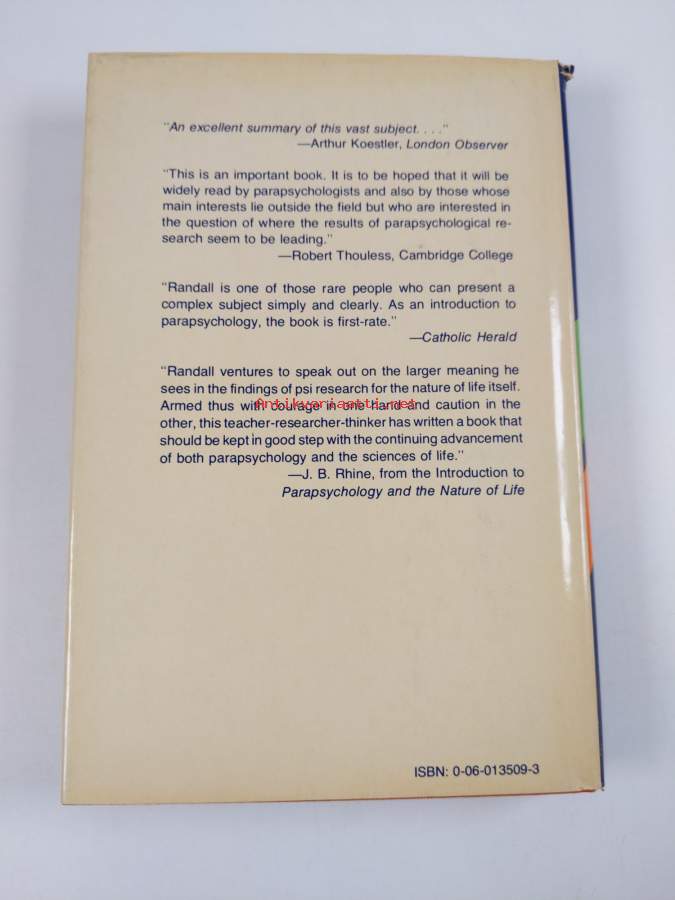 "An excellent summary of this vast subject. . . ."
—Arthur Koestler, London Observer
"This is an important book. It is to be hoped that it will be
widely read by parapsychologists and also by those whose
main interests lie outside the field but who are interested in
the question of where the results of parapsychological re-
search seem to be leading."
—Robert Thouless, Cambridge College
"Randall is one of those rare people who can present a
complex subject simply and clearly. As an introduction to
parapsychology, the book is first-rate."
—Catholic Herald
"Randall ventures to speak out on the larger meaning he
sees in the findings of psi research for the nature of life itself.
Armed thus with courage in one hand and caution in the
Antikvariaatti.net
other, this teacher-researcher-thinker has written a book that
should be kept in good step with the continuing advancement
of both parapsychology and the sciences of life."
—J. B. Rhine, from the Introduction to
Parapsychology and the Nature of Life
ISBN: 0-06-013509-3